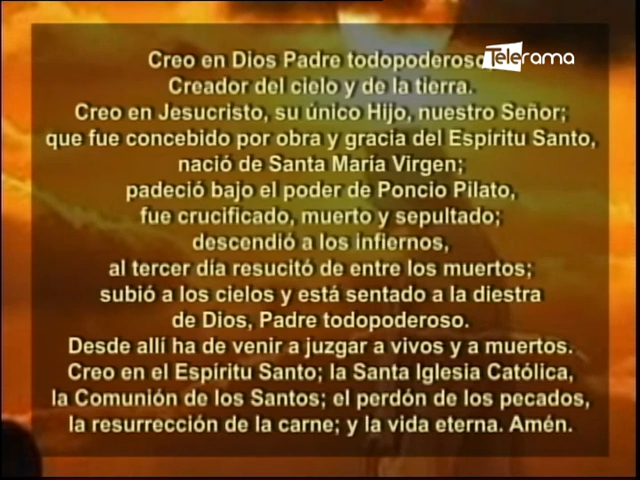 Telerama
Creo en Dios Padre todopoderoso,
Creador del cielo y de la tierra.
Creo en Jesucristo, su único Hijo, nuestro Señor;
que fue concebido por obra y gracia del Espíritu Santo,
nació de Santa María Virgen;
padeció bajo el poder de Poncio Pilato,
fue crucificado, muerto y sepultado;
descendió a los infiernos,
al tercer día resucitó de entre los muertos;
subió a los cielos y está sentado a la diestra
de Dios, Padre todopoderoso.
Desde allí ha de venir a juzgar a vivos y a muertos.
Creo en el Espíritu Santo; la Santa Iglesia Católica,
la Comunión de los Santos; el perdón de los pecados,
la resurrección de la carne; y la vida eterna. Amén.